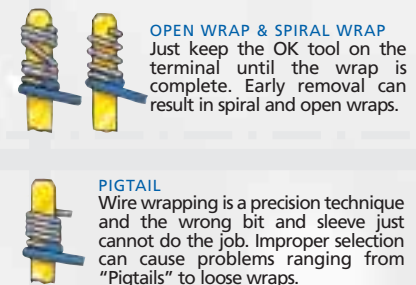 OPEN WRAP & SPIRAL WRAP
Just keep the OK tool on the
terminal until the wrap is
complete. Early removal can
result in spiral and open wraps.
PIGTAIL
Wire wrapping is a precision technique
and the wrong bit and sleeve just
cannot do the job. Improper selection
can cause problems ranging from
“Pigtails” to loose wraps.